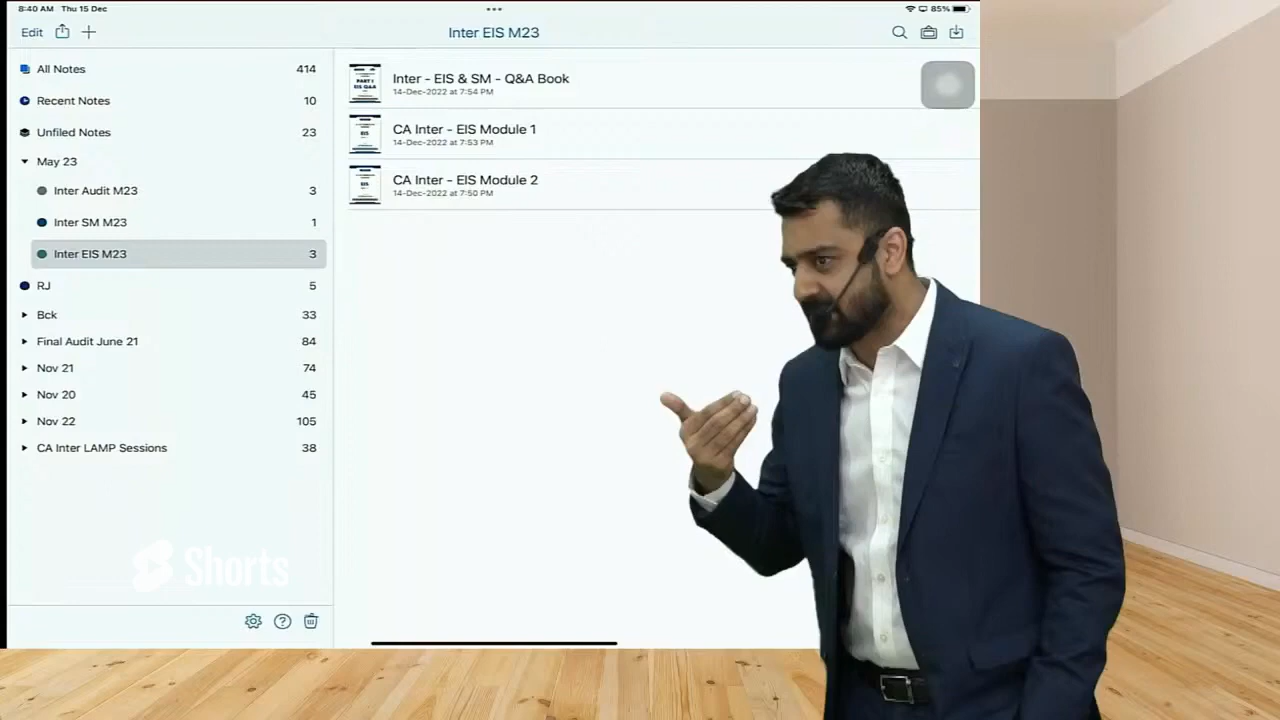 8:40 AM Thu 15 Dec
85%
Edit
Inter EIS M23
All Notes 414
Recent Notes 10
Unfiled Notes 23
May 23
Inter Audit M23 3
Inter SM M23 1
Inter EIS M23 3
RJ 5
Bck 33
Final Audit June 21 84
Nov 21 74
Nov 20 45
Nov 22 105
CA Inter LAMP Sessions 38
PART I
EIS Q&A
Inter - EIS & SM - Q&A Book
14-Dec-2022 at 7:54 PM
EIS
CA Inter - EIS Module 1
14-Dec-2022 at 7:53 PM
EIS
CA Inter - EIS Module 2
14-Dec-2022 at 7:50 PM
Shorts